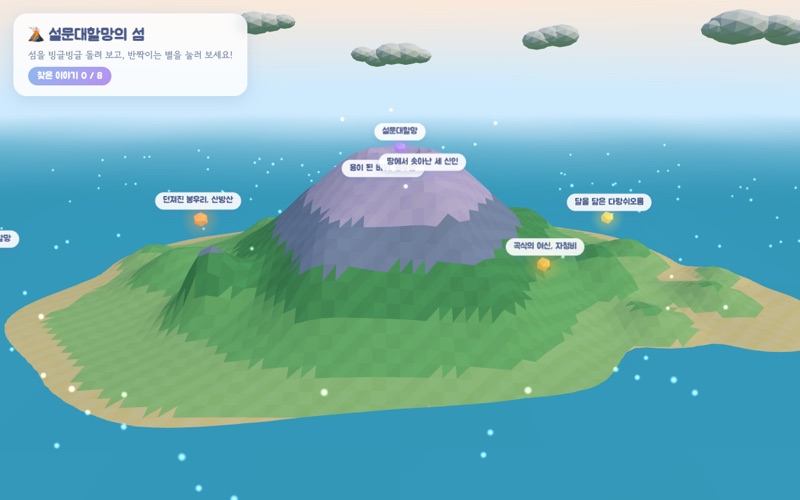 🌋 설문대할망의 섬
섬을 빙글빙글 돌려 보고, 반짝이는 별을 눌러 보세요!
찾은 이야기 0 / 8
설문대할망
용이 된
땅에서 솟아난 세 신인
던져진 봉우리, 산방산
달을 닮은 다랑쉬오름
곡식의 여신, 자청비